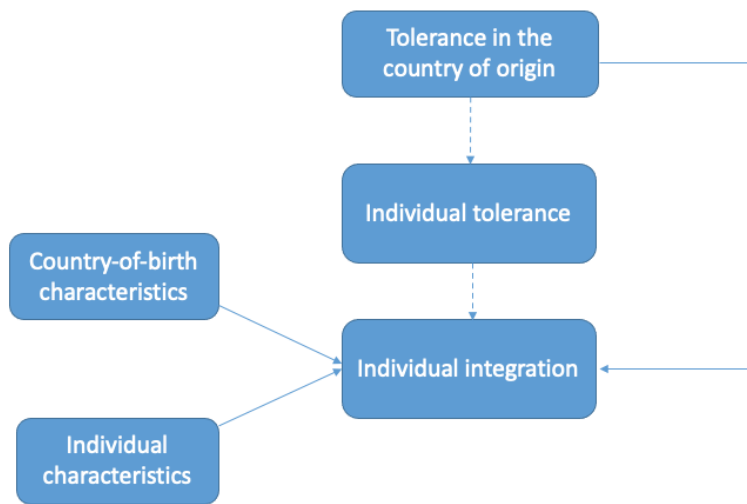 Tolerance in the
country of origin
Individual tolerance
Country-of-birth
characteristics
Individual integration
Individual
characteristics